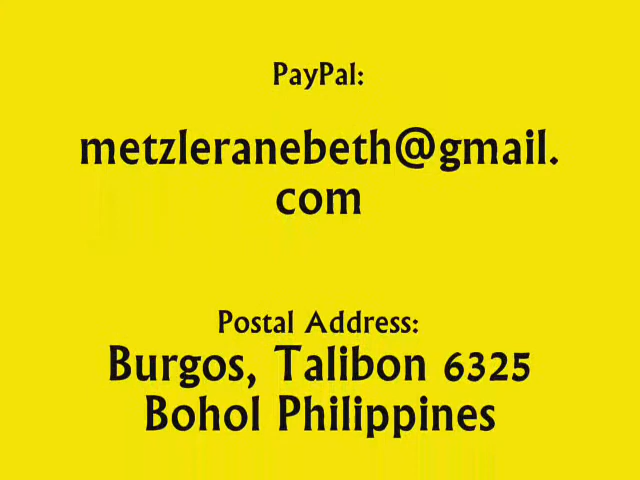 PayPal:
metzleranebeth@gmail.
com
Postal Address:
Burgos, Talibon 6325
Bohol Philippines